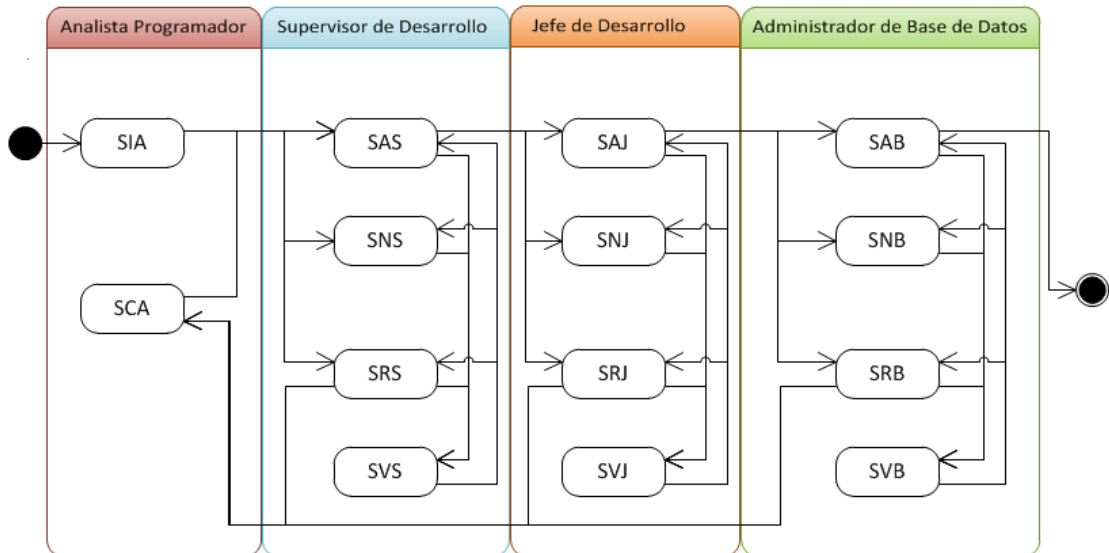 Analista Programador
Supervisor de Desarrollo
Jefe de Desarrollo
Administrador de Base de Datos
SIA
SAS
SAJ
SAB
SNS
SNJ
SNB
SCA
SRS
SRJ
SRB
SVS
SVJ
SVB